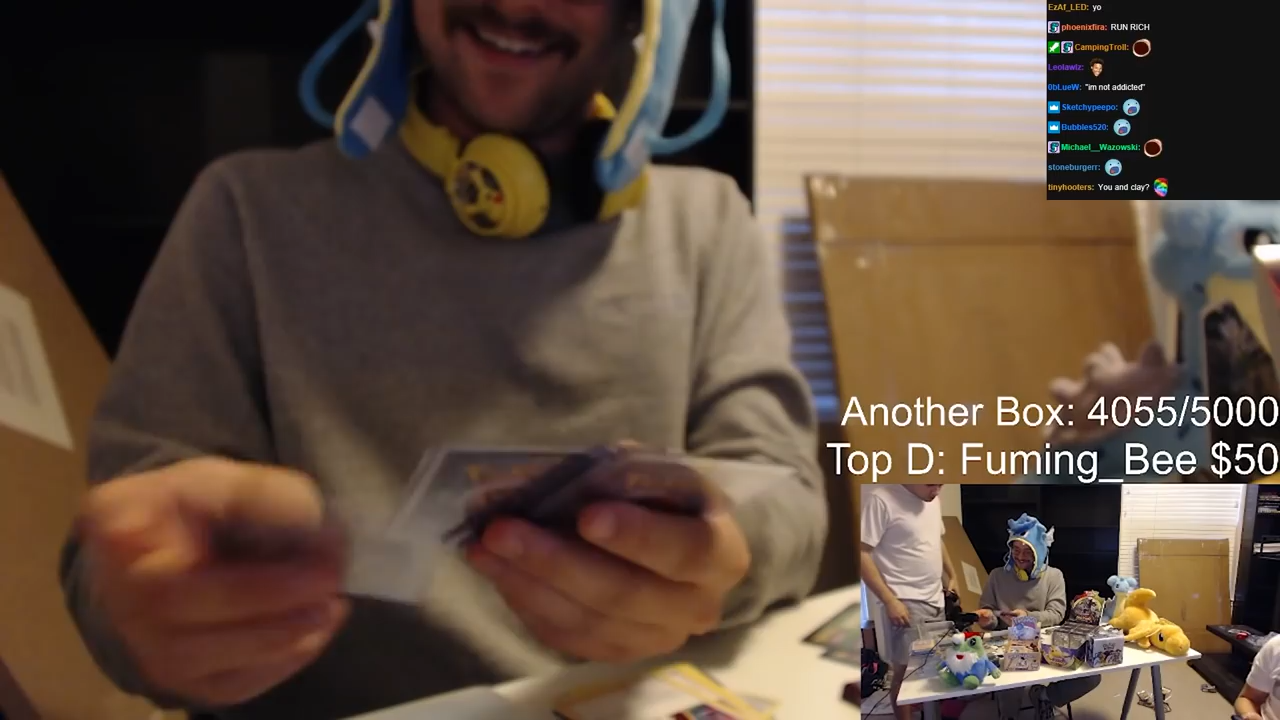 EzAf_LED: yo
phoenixfira: RUN RICH
CampingTroll:
Leolawlz:
0bLueW: "im not addicted"
Sketchypeepo:
Bubbles520:
Michael__Wazowski:
stoneburgerr:
tinyhooters: You and clay?
Another Box: 4055/5000
Top D: Fuming_Bee $50